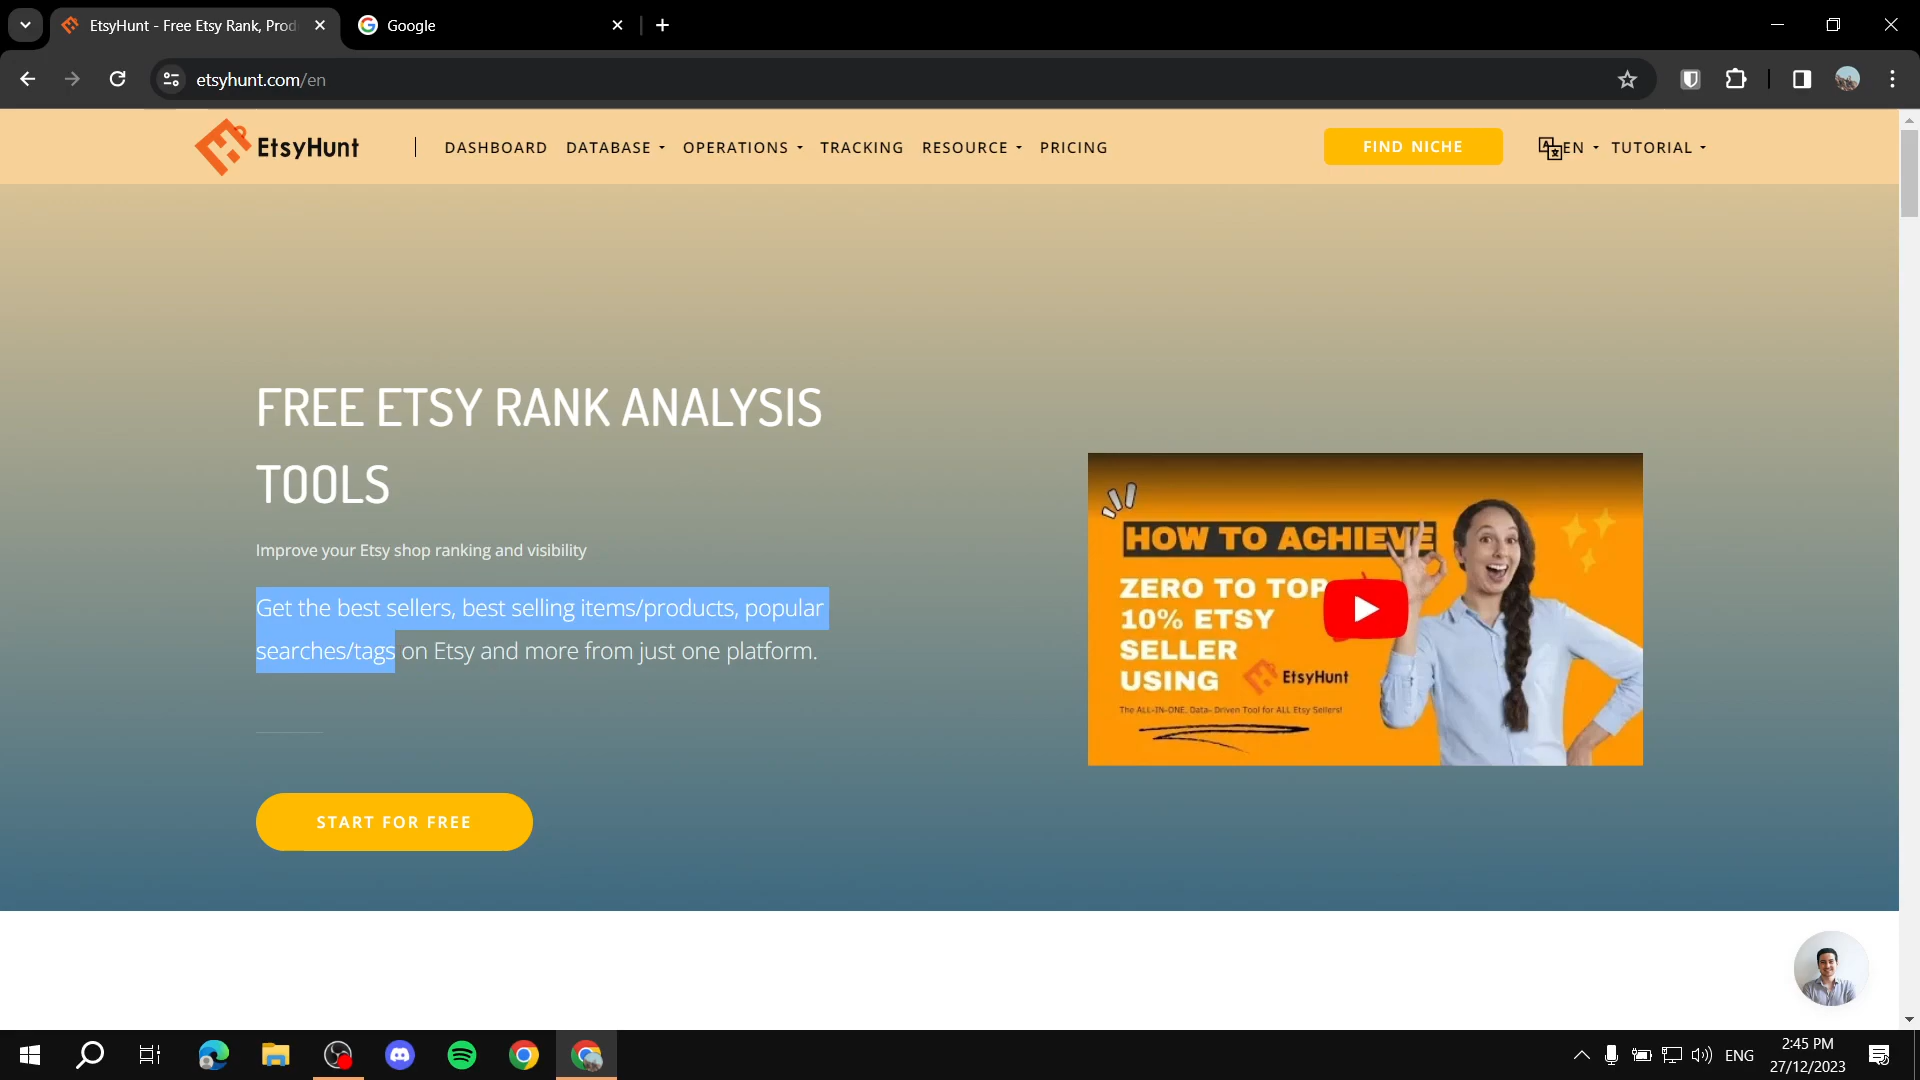 EtsyHunt - Free Etsy Rank, Prod
Google
etsyhunt.com/en
EtsyHunt
DASHBOARD
DATABASE
OPERATIONS
TRACKING
RESOURCE
PRICING
FIND NICHE
EN
TUTORIAL
FREE ETSY RANK ANALYSIS
TOOLS
Improve your Etsy shop ranking and visibility
Get the best sellers, best selling items/products, popular
searches/tags on Etsy and more from just one platform.
START FOR FREE
HOW TO ACHIEVE
ZERO TO TOP
10% ETSY
SELLER
USING EtsyHunt
The ALL-IN-ONE, Data- Driven Tool for ALL Etsy Sellers!
ENG
2:45 PM
27/12/2023